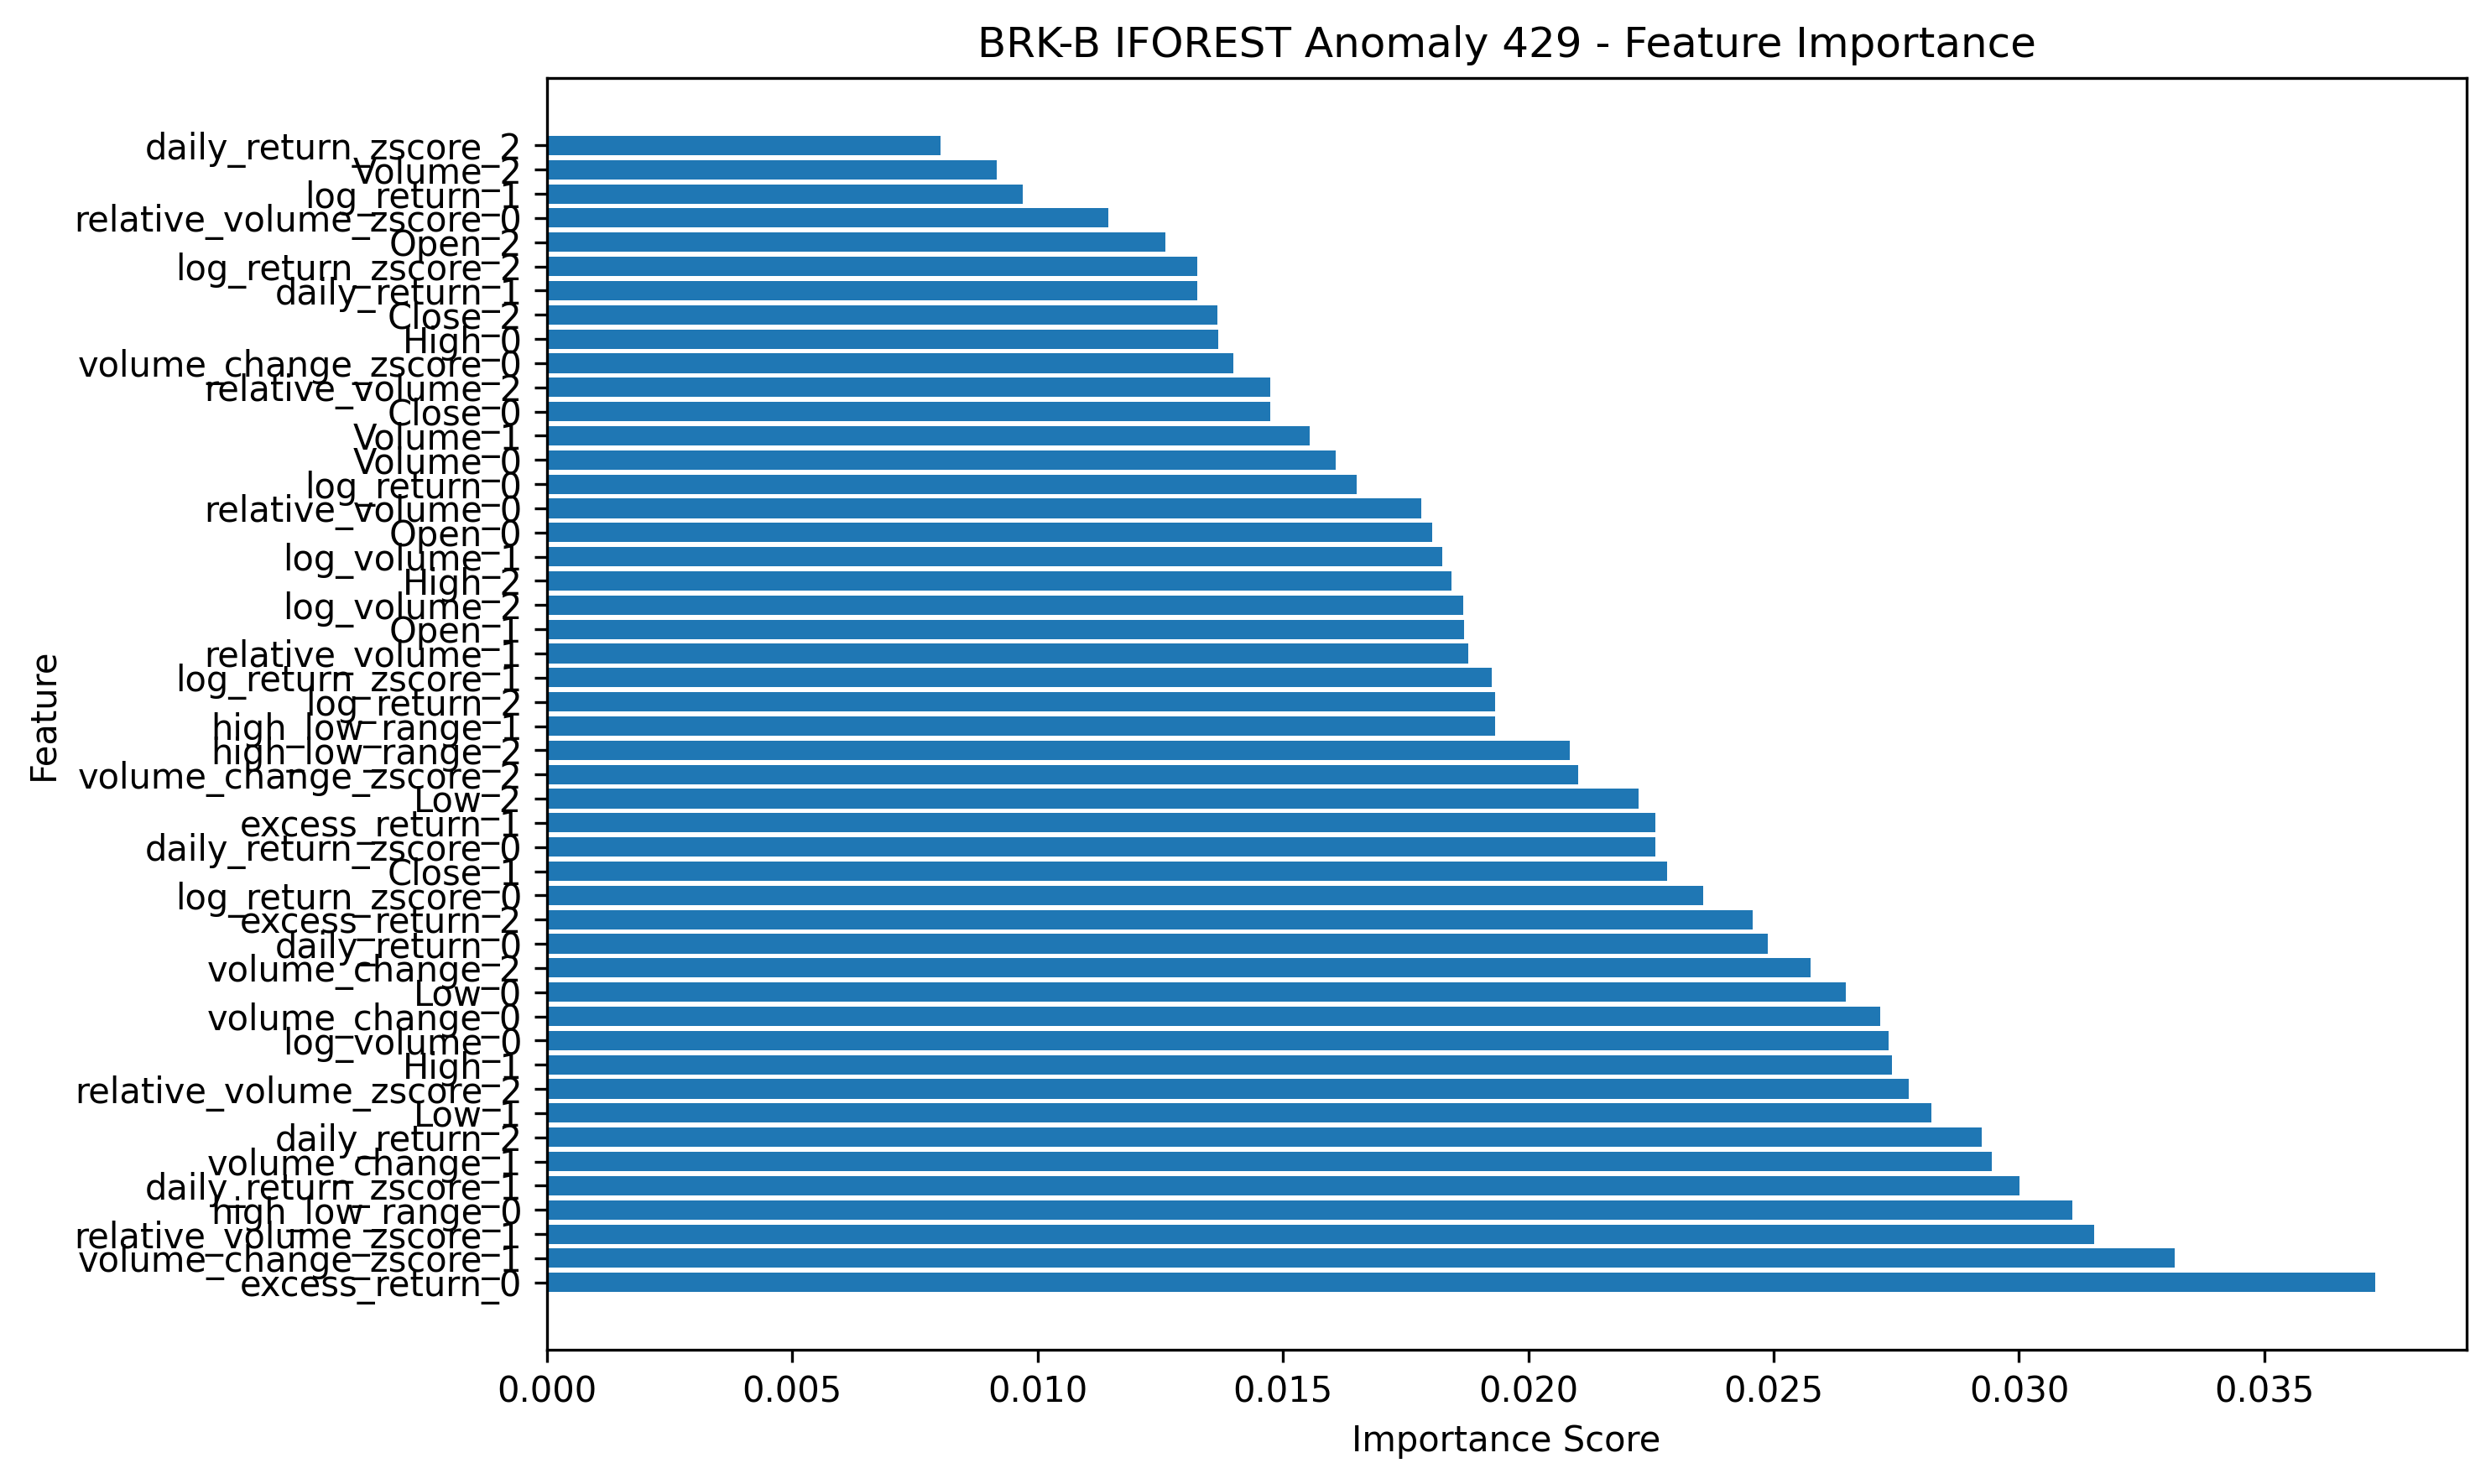 BRK-B IFOREST Anomaly 429 - Feature Importance
daily_return_zscore_2
Volume_2
log_return_1
relative_volume_zscore_0
Open_2
log_return_zscore_2
daily_return_1
Close_2
High_0
volume_change_zscore_0
relative_volume_2
Close_0
Volume_1
Volume_0
log_return_0
relative_volume_0
Open_0
log_volume_1
High_2
log_volume_2
Open_1
relative_volume_1
log_return_zscore_1
log_return_2
high_low_range_1
high_low_range_2
volume_change_zscore_2
Low_2
excess_return_1
daily_return_zscore_0
Close_1
log_return_zscore_0
excess_return_2
daily_return_0
volume_change_2
Low_0
volume_change_0
log_volume_0
High_1
relative_volume_zscore_2
Low_1
daily_return_2
volume_change_1
daily_return_zscore_1
high_low_range_0
relative_volume_zscore_1
volume_change_zscore_1
excess_return_0
Feature
0.000 0.005 0.010 0.015 0.020 0.025 0.030 0.035
Importance Score